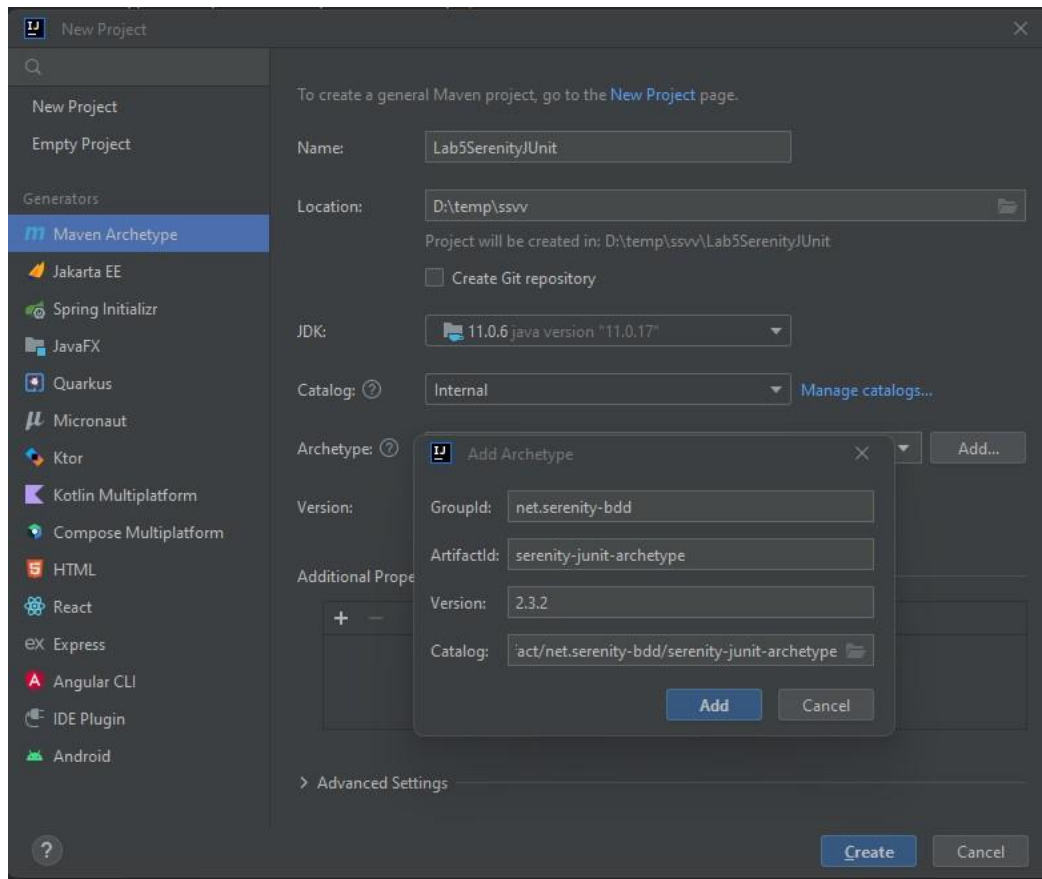 New Project
New Project
Empty Project
Generators
Maven Archetype
Jakarta EE
Spring Initializr
JavaFX
Quarkus
Micronaut
Ktor
Kotlin Multiplatform
Compose Multiplatform
HTML
React
ex Express
Angular CLI
IDE Plugin
Android
To create a general Maven project, go to the New Project page.
Name: Lab5SerenityJUnit
Location: D:\temp\ssvv
Project will be created in: D:\temp\ssvv\Lab5SerenityJUnit
Create Git repository
JDK: 11.0.6 java version "11.0.17"
Catalog: ? Internal Manage catalogs...
Archetype: ? Add...
Version:
Additional Prope
Add Archetype
GroupId: net.serenity-bdd
ArtifactId: serenity-junit-archetype
Version: 2.3.2
Catalog: fact/net.serenity-bdd/serenity-junit-archetype
Add Cancel
Advanced Settings
? Create Cancel